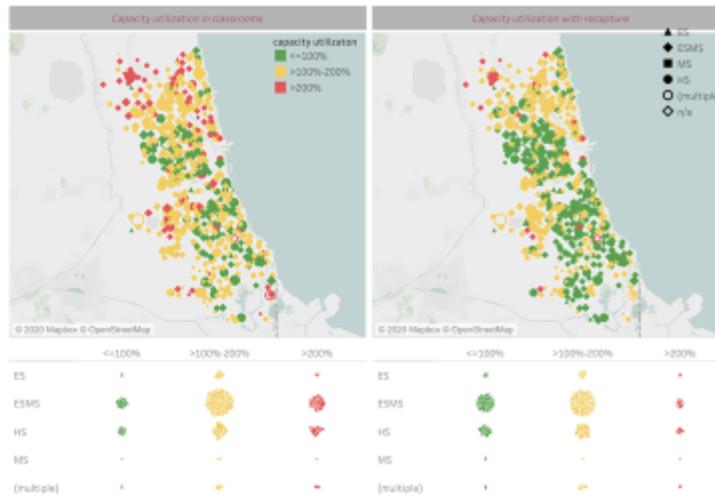 Capacity utilization in classrooms
capacity utilizaton
<=100%
>100%-200%
>200%
© 2020 Mapbox © OpenStreetMap
<=100% >100%-200% >200%
ES
ESMS
HS
MS
(multiple)
Capacity utilization with recapture
ES
ESMS
MS
HS
(multiple
n/e
© 2020 Mapbox © OpenStreetMap
<=100% >100%-200% >200%
ES
ESMS
HS
MS
(multiple)